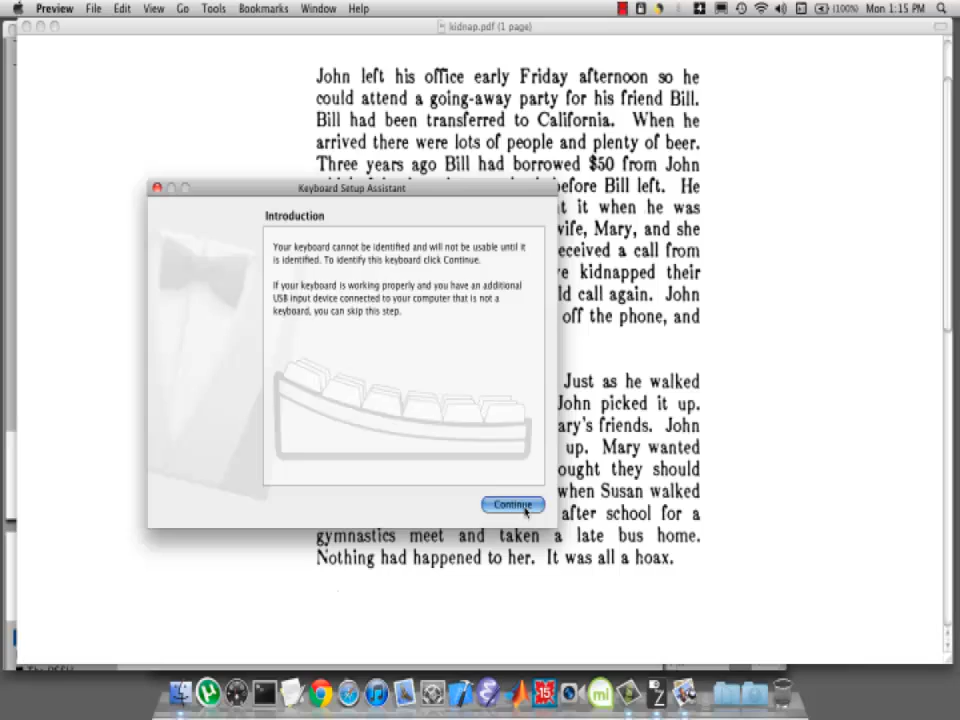 Preview File Edit View Go Tools Bookmarks Window Help (100%) Mon 1:15 PM
kidnap.pdf (1 page)
John left his office early Friday afternoon so he
could attend a going-away party for his friend Bill.
Bill had been transferred to California. When he
arrived there were lots of people and plenty of beer.
Three years ago Bill had borrowed $50 from John
before Bill left. He
it when he was
wife, Mary, and she
received a call from
kidnapped their
call again. John
off the phone, and
Just as he walked
John picked it up.
friends. John
up. Mary wanted
they should
when Susan walked
after school for a
gymnastics meet and taken a late bus home.
Nothing had happened to her. It was all a hoax.
Keyboard Setup Assistant
Introduction
Your keyboard cannot be identified and will not be usable until it
is identified. To identify this keyboard click Continue.
If your keyboard is working properly and you have an additional
USB input device connected to your computer that is not a
keyboard, you can skip this step.
Continue
15
mi
Z